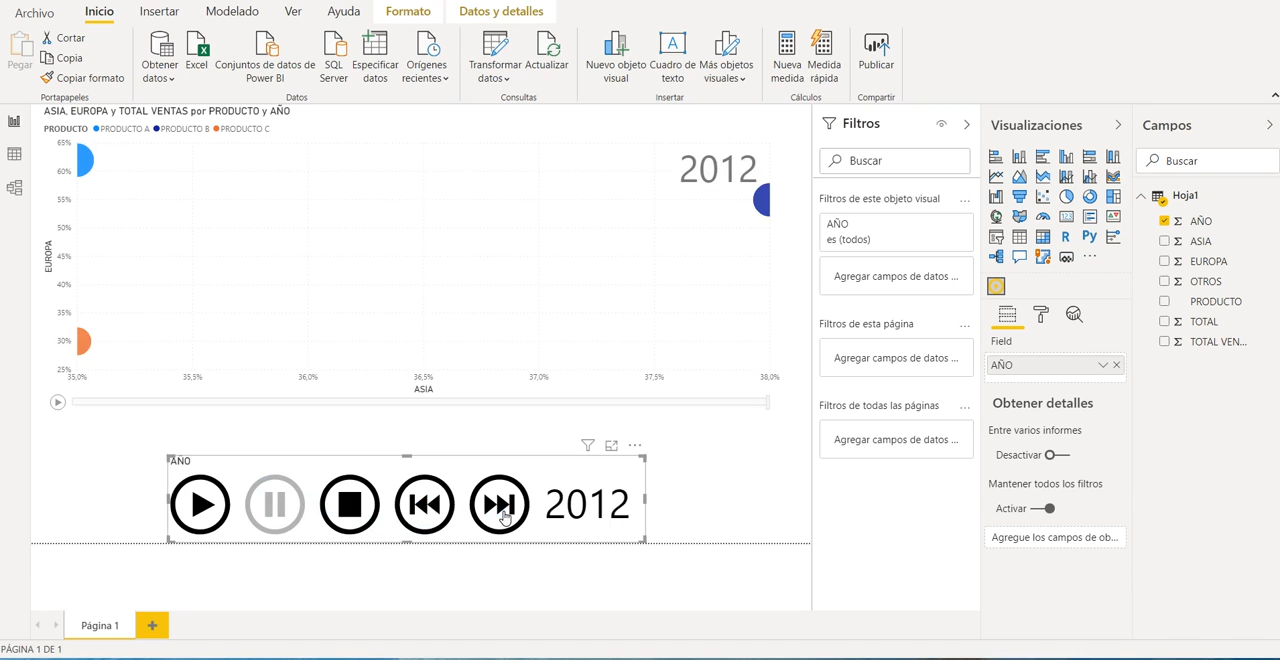 Archivo Inicio Insertar Modelado Ver Ayuda Formato Datos y detalles
Pegar
Cortar
Copia
Copiar formato
Portapapeles
Obtener datos
Excel
Conjuntos de datos de Power BI
SQL Server
Especificar datos
Orígenes recientes
Datos
Transformar datos
Actualizar
Consultas
Nuevo objeto visual
Cuadro de texto
Más objetos visuales
Insertar
Nueva medida
Medida rápida
Cálculos
Publicar
Compartir
ASIA, EUROPA y TOTAL VENTAS por PRODUCTO y AÑO
PRODUCTO PRODUCTO A PRODUCTO B PRODUCTO C
65%
60%
55%
50%
45%
40%
35%
30%
25%
EUROPA
2012
35,0% 35,5% 36,0% 36,5% 37,0% 37,5% 38,0%
ASIA
AÑO
2012
Filtros
Buscar
Filtros de este objeto visual ...
AÑO
es (todos)
Agregar campos de datos ...
Filtros de esta página ...
Agregar campos de datos ...
Filtros de todas las páginas ...
Agregar campos de datos ...
Visualizaciones
R Py
...
Field
AÑO
Obtener detalles
Entre varios informes
Desactivar
Mantener todos los filtros
Activar
Agregue los campos de ob...
Campos
Buscar
Hoja1
Σ AÑO
Σ ASIA
Σ EUROPA
Σ OTROS
PRODUCTO
Σ TOTAL
Σ TOTAL VEN...
Página 1
PÁGINA 1 DE 1